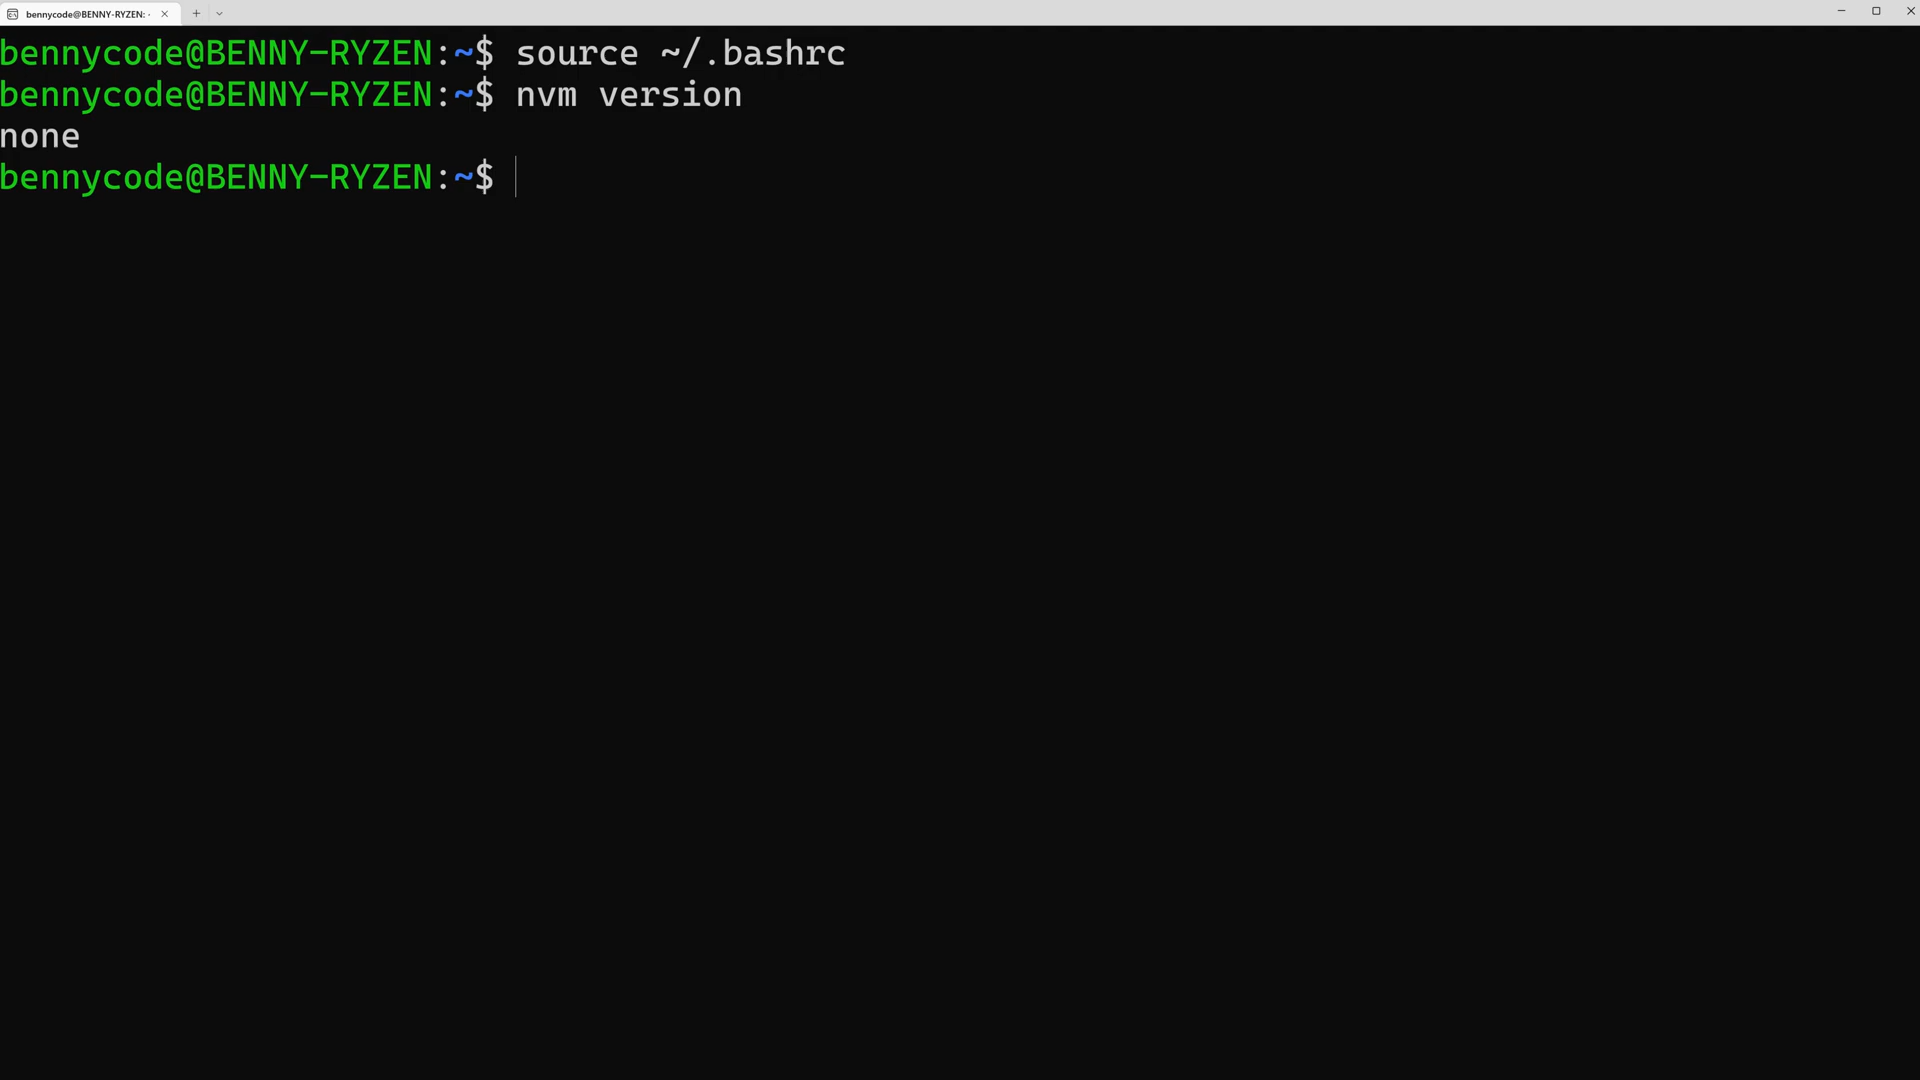 bennycode@BENNY-RYZEN: ~
bennycode@BENNY-RYZEN:~$ source ~/.bashrc
bennycode@BENNY-RYZEN:~$ nvm version
none
bennycode@BENNY-RYZEN:~$